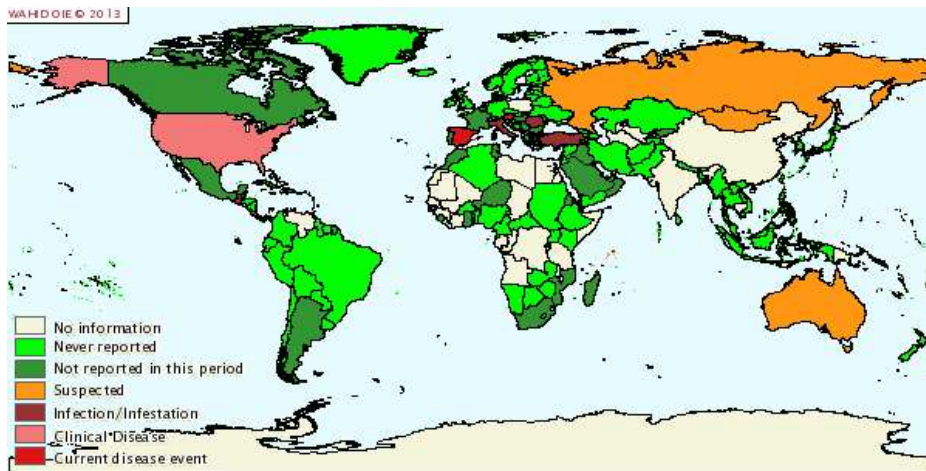 WAHID OIE © 2013
No information
Never reported
Not reported in this period
Suspected
Infection/Infestation
Clinical Disease
Current disease event